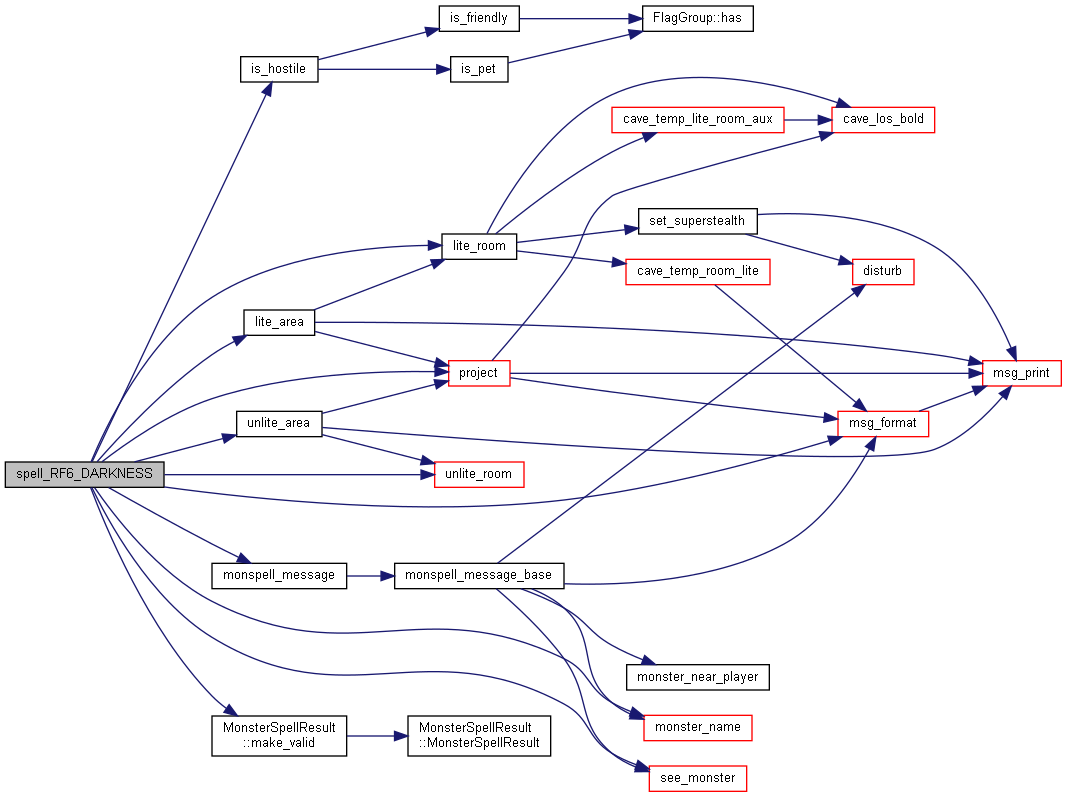 is_friendly
FlagGroup::has
is_hostile
is_pet
cave_temp_lite_room_aux
cave_los_bold
set_superstealth
lite_room
cave_temp_room_lite
disturb
lite_area
project
msg_print
unlite_area
msg_format
spell_RF6_DARKNESS
unlite_room
monspell_message
monspell_message_base
monster_near_player
MonsterSpellResult
::make_valid
MonsterSpellResult
::MonsterSpellResult
monster_name
see_monster